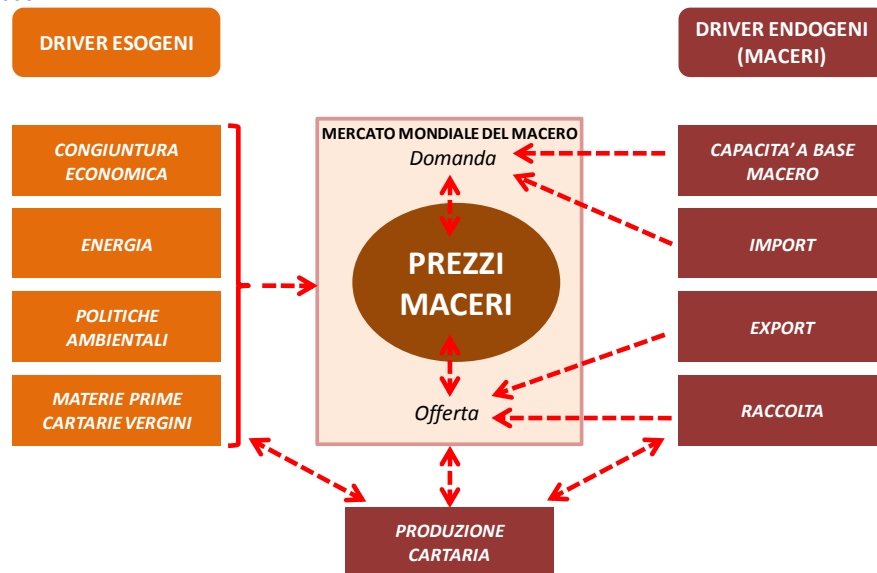 DRIVER ESOGENI
DRIVER ENDOGENI
(MACERI)
CONGIUNTURA
ECONOMICA
ENERGIA
POLITICHE
AMBIENTALI
MATERIE PRIME
CARTARIE VERGINI
MERCATO MONDIALE DEL MACERO
Domanda
PREZZI
MACERI
Offerta
CAPACITA' A BASE
MACERO
IMPORT
EXPORT
RACCOLTA
PRODUZIONE
CARTARIA